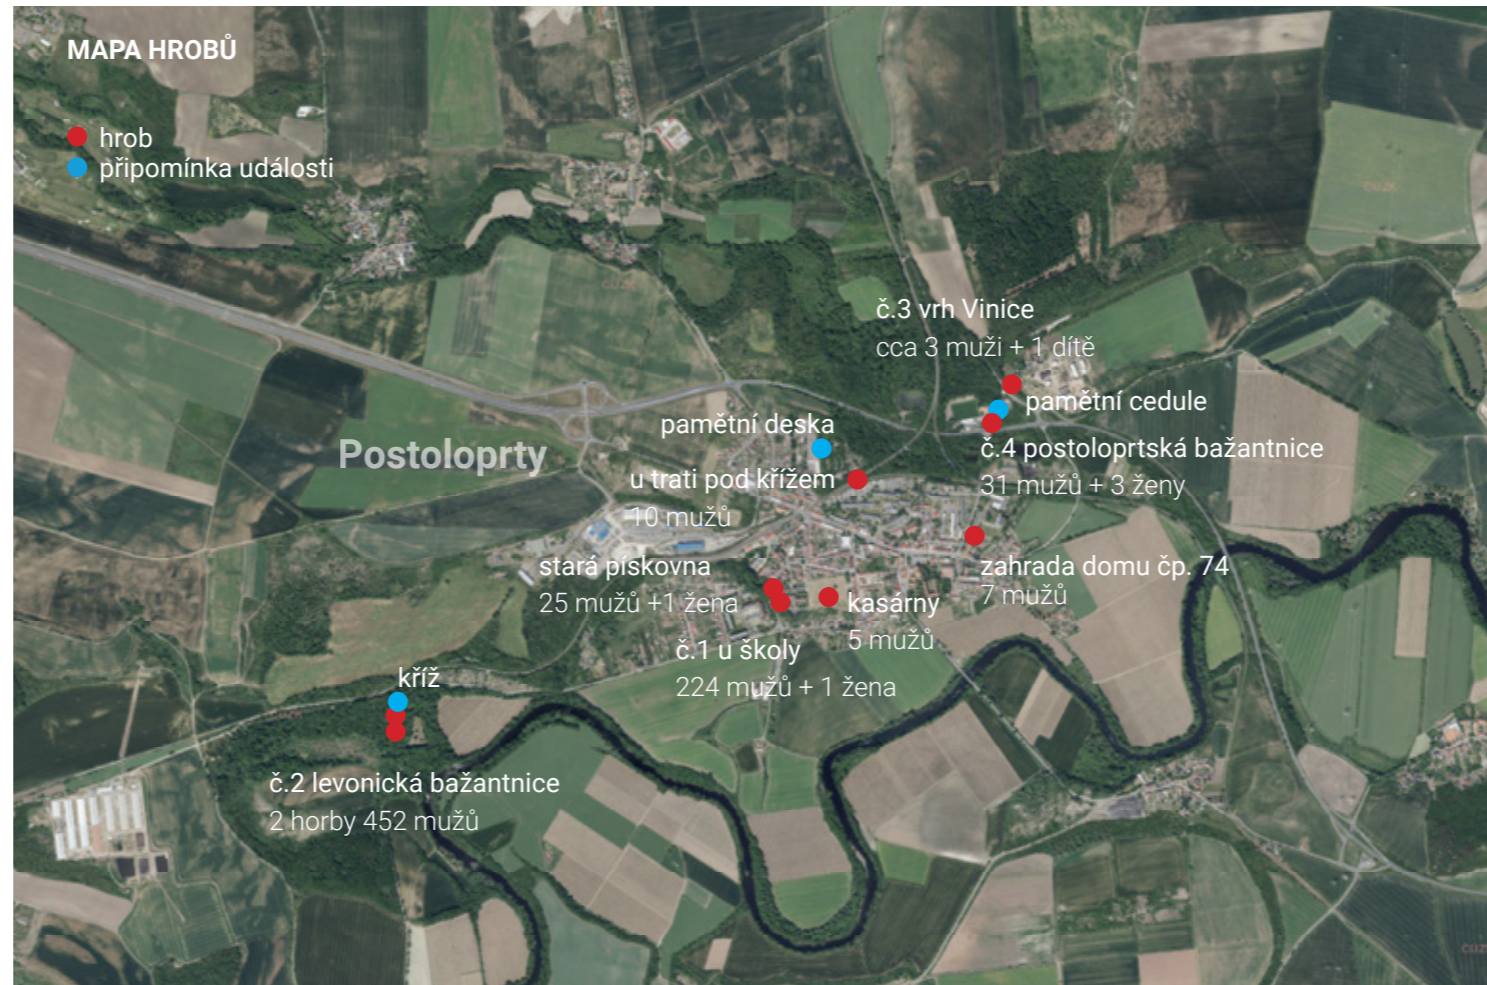 MAPA HROBŮ
hrob
připomínka události
č.3 vrh Vinice
cca 3 muži + 1 dítě
pamětní cedule
pamětní deska
č.4 postoloprtská bažantnice
31 mužů + 3 ženy
Postoloprty
u trati pod křížem
10 mužů
stará pískovna
25 mužů +1 žena
zahrada domu čp. 74
7 mužů
kasárny
5 mužů
č.1 u školy
224 mužů + 1 žena
kříž
č.2 levonická bažantnice
2 horby 452 mužů